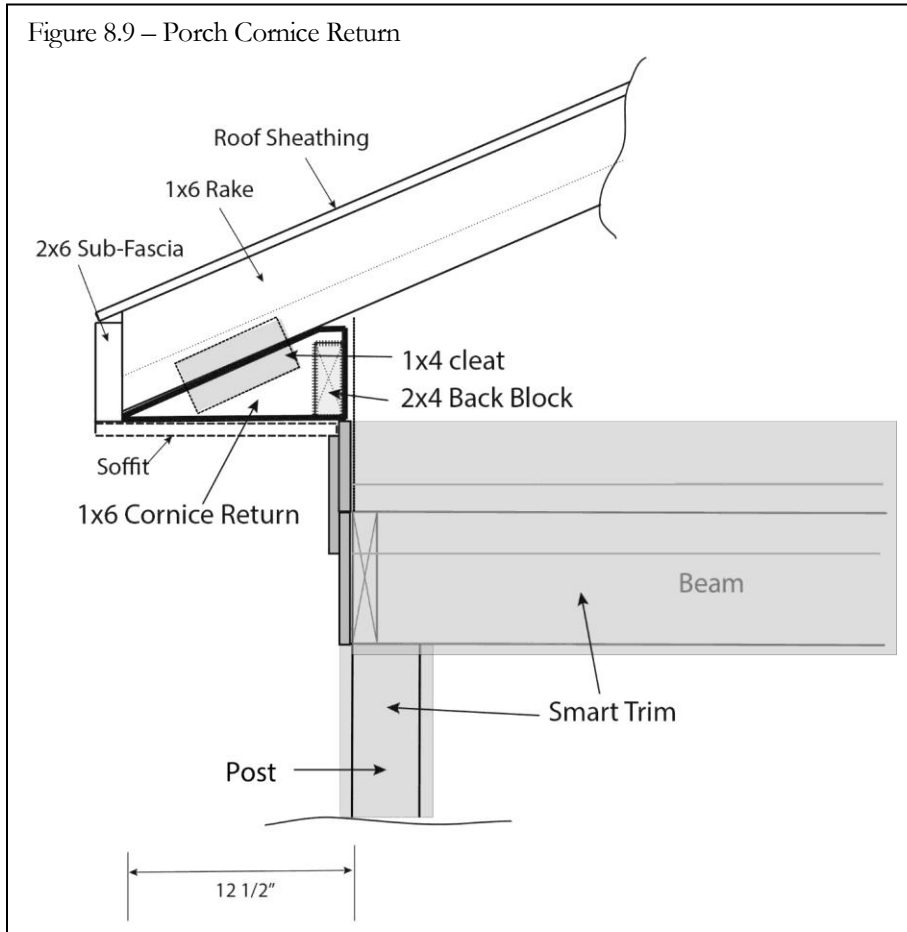 Figure 8.9 – Porch Cornice Return
Roof Sheathing
1x6 Rake
2x6 Sub-Fascia
1x4 cleat
2x4 Back Block
Soffit
1x6 Cornice Return
Beam
Smart Trim
Post
12 1/2"